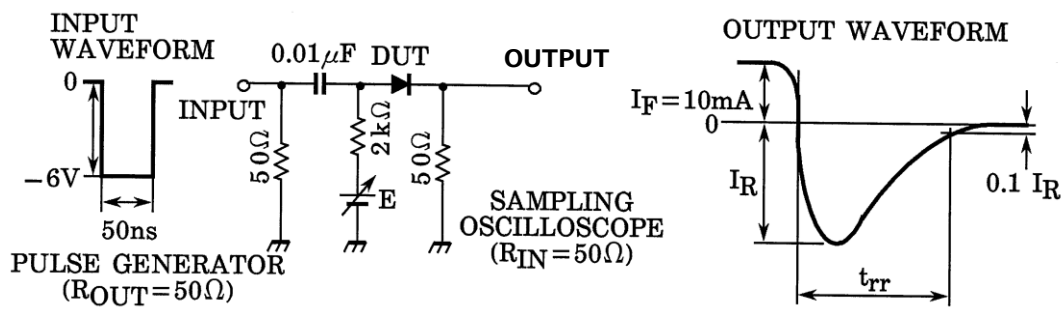 INPUT
WAVEFORM
0
−6V
50ns
PULSE GENERATOR
(ROUT=50Ω)
INPUT
0.01μF
DUT
OUTPUT
50Ω
2kΩ
E
50Ω
SAMPLING
OSCILLOSCOPE
(RIN=50Ω)
OUTPUT WAVEFORM
IF=10mA
0
IR
0.1 IR
trr